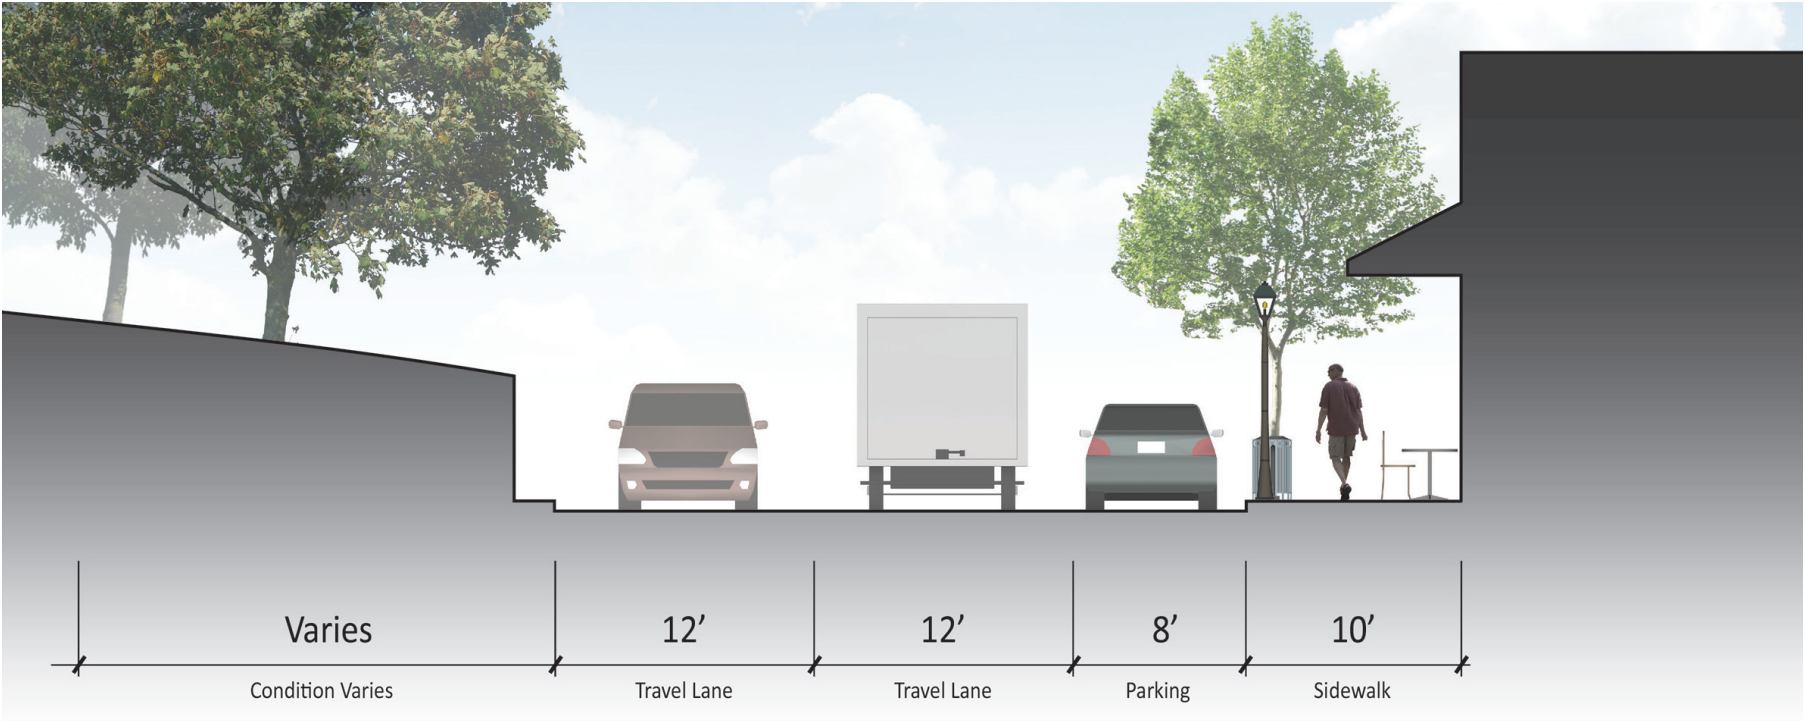 Varies 12’ 12’ 8’ 10’
Condition Varies Travel Lane Travel Lane Parking Sidewalk